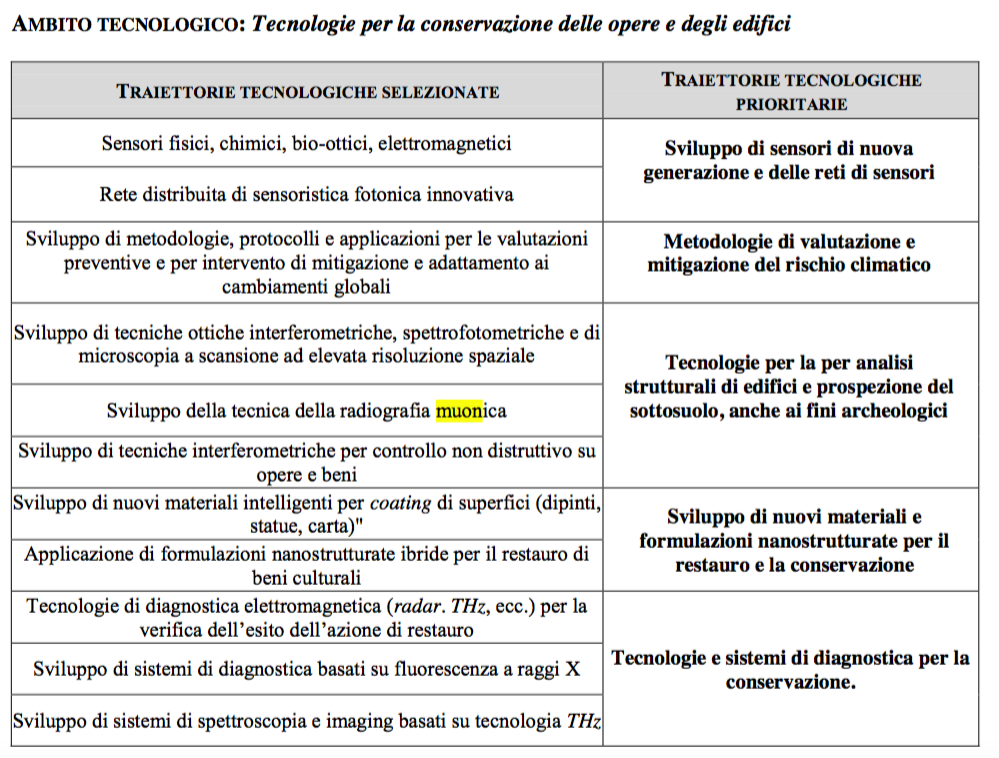 AMBITO TECNOLOGICO: Tecnologie per la conservazione delle opere e degli edifici
TRAIETTORIE TECNOLOGICHE SELEZIONATE
TRAIETTORIE TECNOLOGICHE
PRIORITARIE
Sensori fisici, chimici, bio-ottici, elettromagnetici
Rete distribuita di sensoristica fotonica innovativa
Sviluppo di sensori di nuova
generazione e delle reti di sensori
Sviluppo di metodologie, protocolli e applicazioni per le valutazioni
preventive e per intervento di mitigazione e adattamento ai
cambiamenti globali
Metodologie di valutazione e
mitigazione del rischio climatico
Sviluppo di tecniche ottiche interferometriche, spettrofotometriche e di
microscopia a scansione ad elevata risoluzione spaziale
Sviluppo della tecnica della radiografia muonica
Sviluppo di tecniche interferometriche per controllo non distruttivo su
opere e beni
Tecnologie per la per analisi
strutturali di edifici e prospezione del
sottosuolo, anche ai fini archeologici
Sviluppo di nuovi materiali intelligenti per coating di superfici (dipinti,
statue, carta)"
Applicazione di formulazioni nanostrutturate ibride per il restauro di
beni culturali
Sviluppo di nuovi materiali e
formulazioni nanostrutturate per il
restauro e la conservazione
Tecnologie di diagnostica elettromagnetica (radar. THz, ecc.) per la
verifica dell'esito dell'azione di restauro
Sviluppo di sistemi di diagnostica basati su fluorescenza a raggi X
Sviluppo di sistemi di spettroscopia e imaging basati su tecnologia THz
Tecnologie e sistemi di diagnostica per la
conservazione.